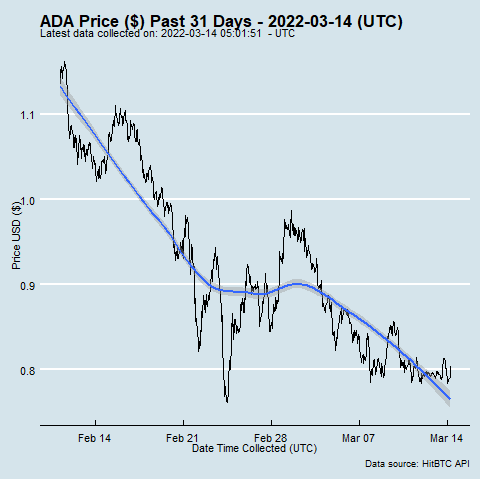 ADA Price ($) Past 31 Days - 2022-03-14 (UTC)
Latest data collected on: 2022-03-14 05:01:51 - UTC
1.1
1.0
0.9
0.8
Price USD ($)
Feb 14
Feb 21
Feb 28
Mar 07
Mar 14
Date Time Collected (UTC)
Data source: HitBTC API